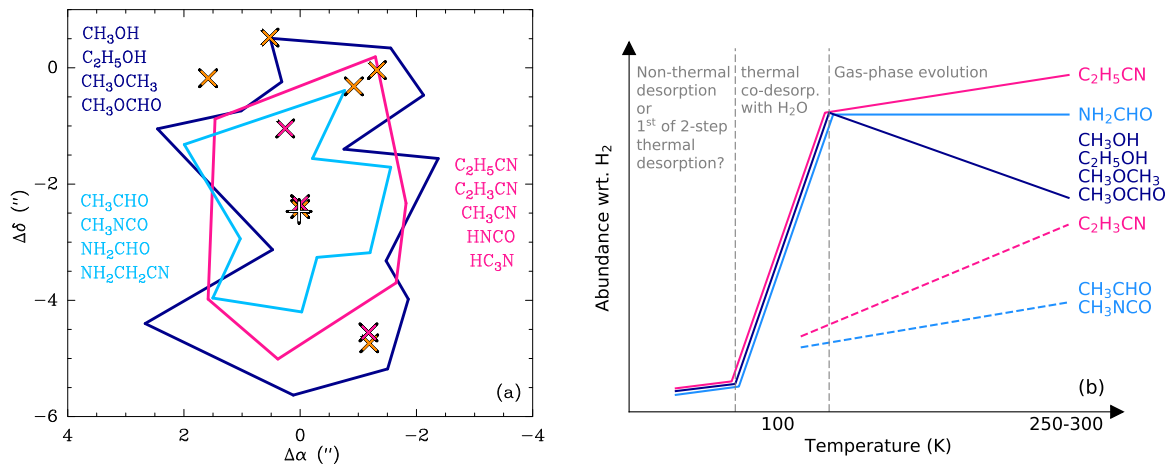 CH₃OH
C₂H₅OH
CH₃OCH₃
CH₃OCHO
CH₃CHO
CH₃NCO
NH₂CHO
NH₂CH₂CN
C₂H₅CN
C₂H₃CN
CH₃CN
HNCO
HC₃N
(a)
0
−2
−4
−6
Δδ (″)
4
2
0
−2
−4
Δα (″)
Non-thermal
desorption
or
1ˢᵗ of 2-step
thermal
desorption?
thermal
co-desorp.
with H₂O
Gas-phase evolution
C₂H₅CN
NH₂CHO
CH₃OH
C₂H₅OH
CH₃OCH₃
CH₃OCHO
C₂H₃CN
CH₃CHO
CH₃NCO
(b)
Abundance wrt. H₂
100
250-300
Temperature (K)